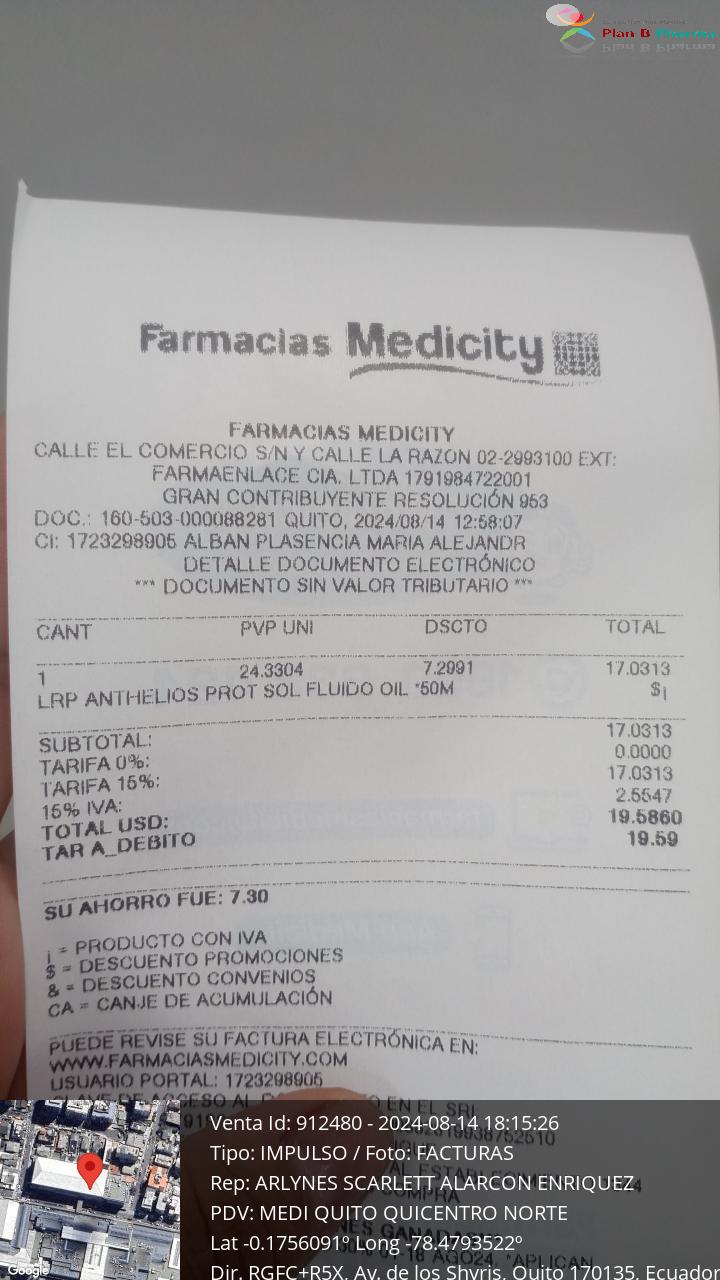 Plan B Pharma
Farmacias Medicity
FARMACIAS MEDICITY
CALLE EL COMERCIO S/N Y CALLE LA RAZON 02-2993100 EXT:
FARMAENLACE CIA. LTDA 1791984722001
GRAN CONTRIBUYENTE RESOLUCIÓN 953
DOC.: 160-503-000088281 QUITO, 2024/08/14 12:58:07
CI: 1723298905 ALBAN PLASENCIA MARIA ALEJANDR
DETALLE DOCUMENTO ELECTRÓNICO
*** DOCUMENTO SIN VALOR TRIBUTARIO ***
CANT PVP UNI DSCTO TOTAL
1 24.3304 7.2991 17.0313
LRP ANTHELIOS PROT SOL FLUIDO OIL *50M $¡
SUBTOTAL: 17.0313
TARIFA 0%: 0.0000
TARIFA 15%: 17.0313
15% IVA: 2.5547
TOTAL USD: 19.5860
TAR A_DEBITO 19.59
SU AHORRO FUE: 7.30
¡ = PRODUCTO CON IVA
$ = DESCUENTO PROMOCIONES
& = DESCUENTO CONVENIOS
CA = CANJE DE ACUMULACIÓN
PUEDE REVISE SU FACTURA ELECTRÓNICA EN:
WWW.FARMACIASMEDICITY.COM
USUARIO PORTAL: 1723298905
Venta Id: 912480 - 2024-08-14 18:15:26
Tipo: IMPULSO / Foto: FACTURAS
Rep: ARLYNES SCARLETT ALARCON ENRIQUEZ
PDV: MEDI QUITO QUICENTRO NORTE
Lat -0.1756091º Long -78.4793522º
Dir. RGFC+R5X, Av. de los Shyris, Quito 170135, Ecuador
Google